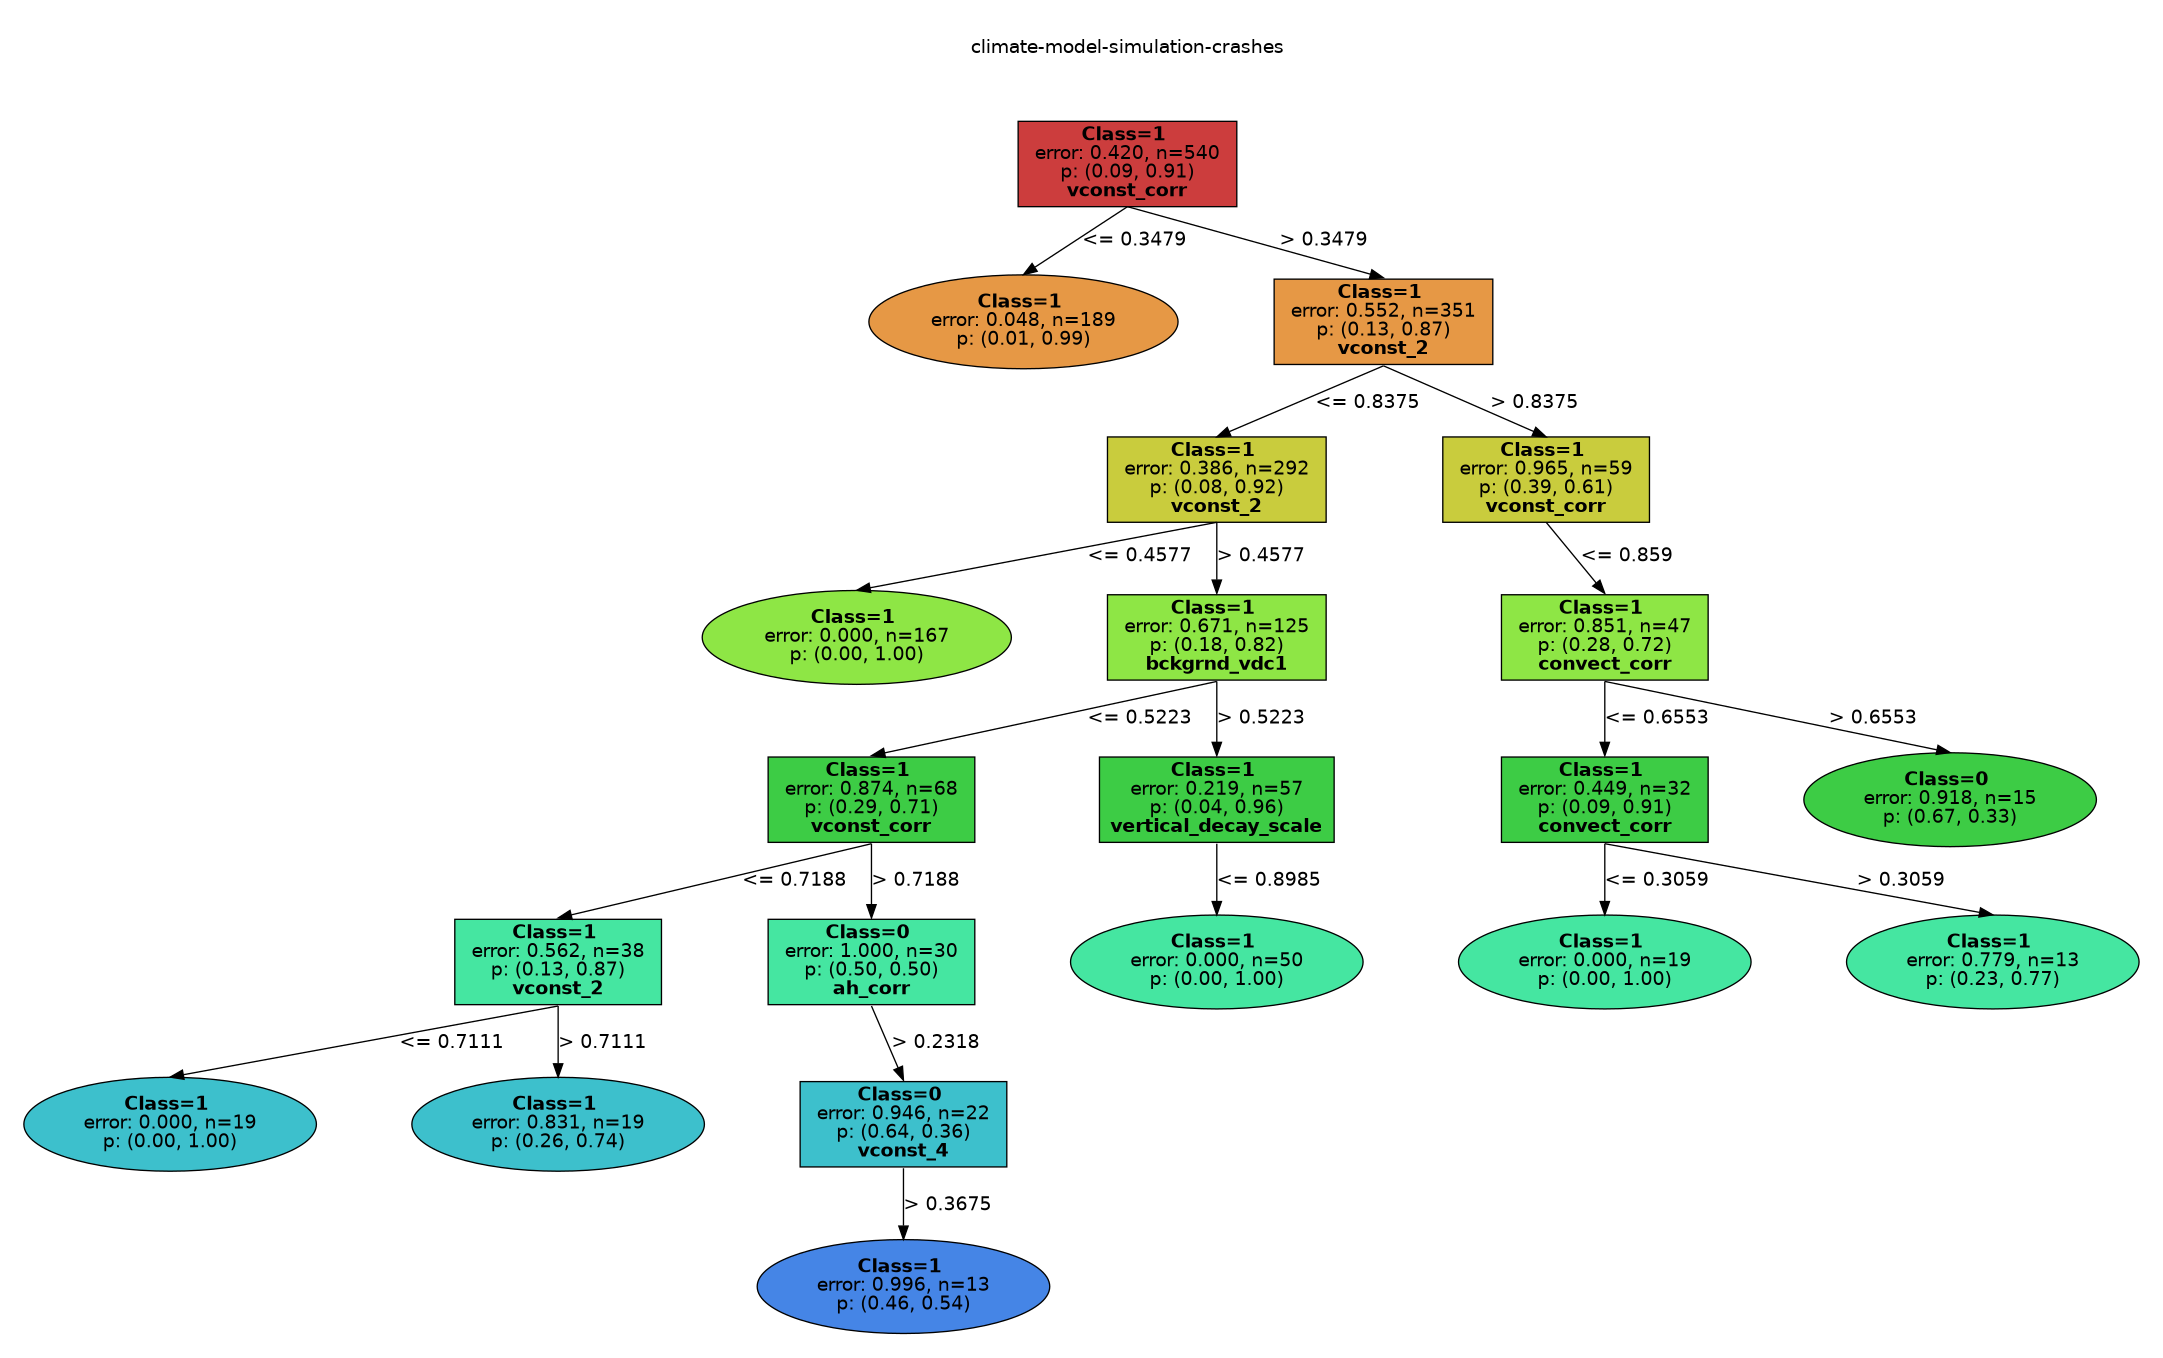 climate-model-simulation-crashes
Class=1
error: 0.420, n=540
p: (0.09, 0.91)
vconst_corr
<= 0.3479
> 0.3479
Class=1
error: 0.048, n=189
p: (0.01, 0.99)
Class=1
error: 0.552, n=351
p: (0.13, 0.87)
vconst_2
<= 0.8375
> 0.8375
Class=1
error: 0.386, n=292
p: (0.08, 0.92)
vconst_2
Class=1
error: 0.965, n=59
p: (0.39, 0.61)
vconst_corr
<= 0.4577
> 0.4577
<= 0.859
Class=1
error: 0.000, n=167
p: (0.00, 1.00)
Class=1
error: 0.671, n=125
p: (0.18, 0.82)
bckgrnd_vdc1
Class=1
error: 0.851, n=47
p: (0.28, 0.72)
convect_corr
<= 0.5223
> 0.5223
<= 0.6553
> 0.6553
Class=1
error: 0.874, n=68
p: (0.29, 0.71)
vconst_corr
Class=1
error: 0.219, n=57
p: (0.04, 0.96)
vertical_decay_scale
Class=1
error: 0.449, n=32
p: (0.09, 0.91)
convect_corr
Class=0
error: 0.918, n=15
p: (0.67, 0.33)
<= 0.7188
> 0.7188
<= 0.8985
<= 0.3059
> 0.3059
Class=1
error: 0.562, n=38
p: (0.13, 0.87)
vconst_2
Class=0
error: 1.000, n=30
p: (0.50, 0.50)
ah_corr
Class=1
error: 0.000, n=50
p: (0.00, 1.00)
Class=1
error: 0.000, n=19
p: (0.00, 1.00)
Class=1
error: 0.779, n=13
p: (0.23, 0.77)
<= 0.7111
> 0.7111
> 0.2318
Class=1
error: 0.000, n=19
p: (0.00, 1.00)
Class=1
error: 0.831, n=19
p: (0.26, 0.74)
Class=0
error: 0.946, n=22
p: (0.64, 0.36)
vconst_4
> 0.3675
Class=1
error: 0.996, n=13
p: (0.46, 0.54)